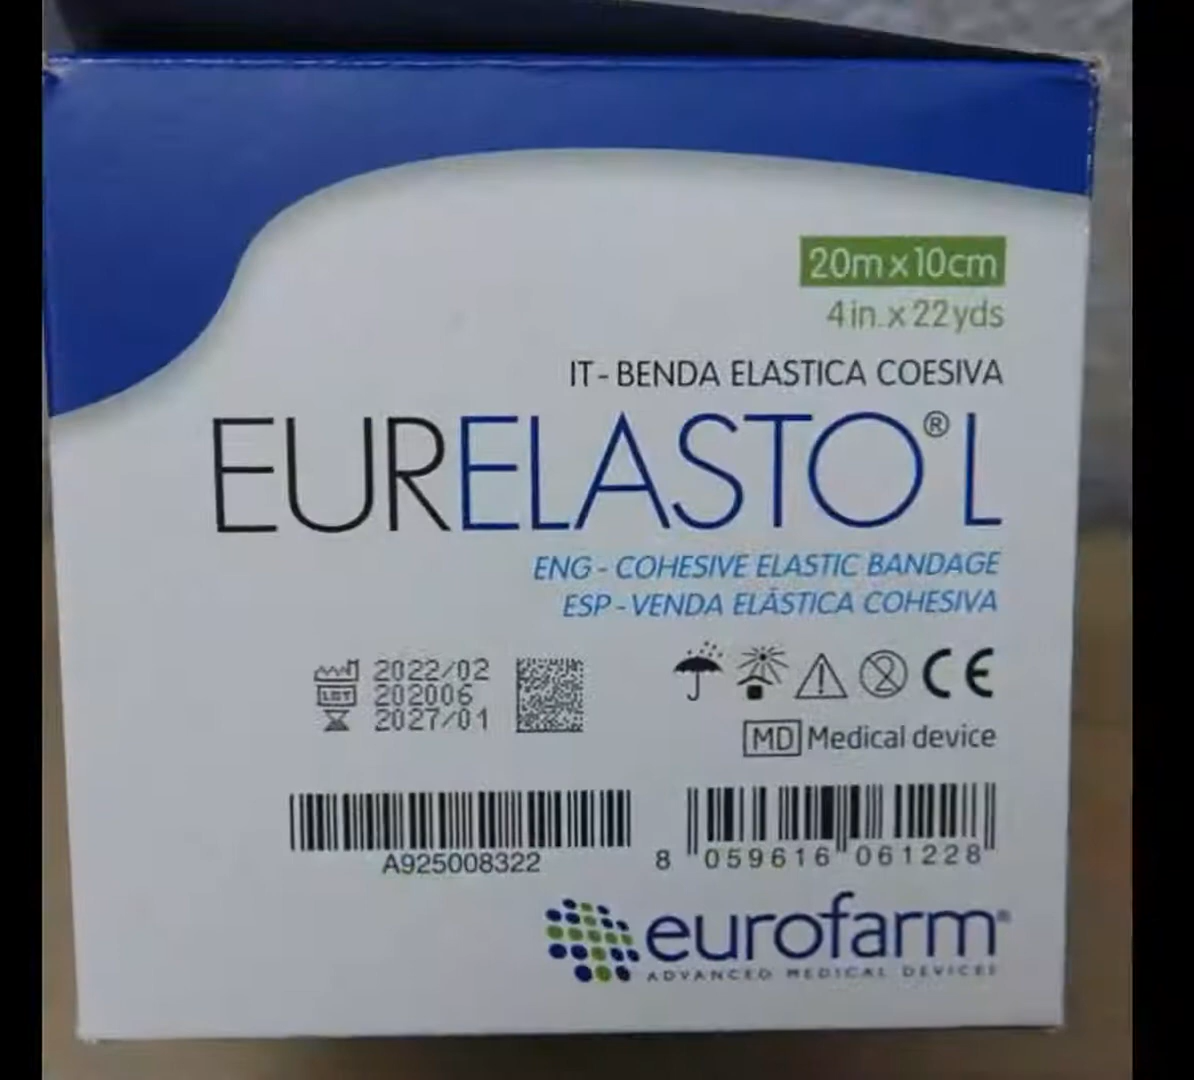 20m x 10cm
4 in. x 22 yds
IT - BENDA ELASTICA COESIVA
EURELASTO® L
ENG - COHESIVE ELASTIC BANDAGE
ESP - VENDA ELÁSTICA COHESIVA
2022/02
LOT 202006
2027/01
2
CE
MD Medical device
A925008322
8 059616 061228
eurofarm®
ADVANCED MEDICAL DEVICES